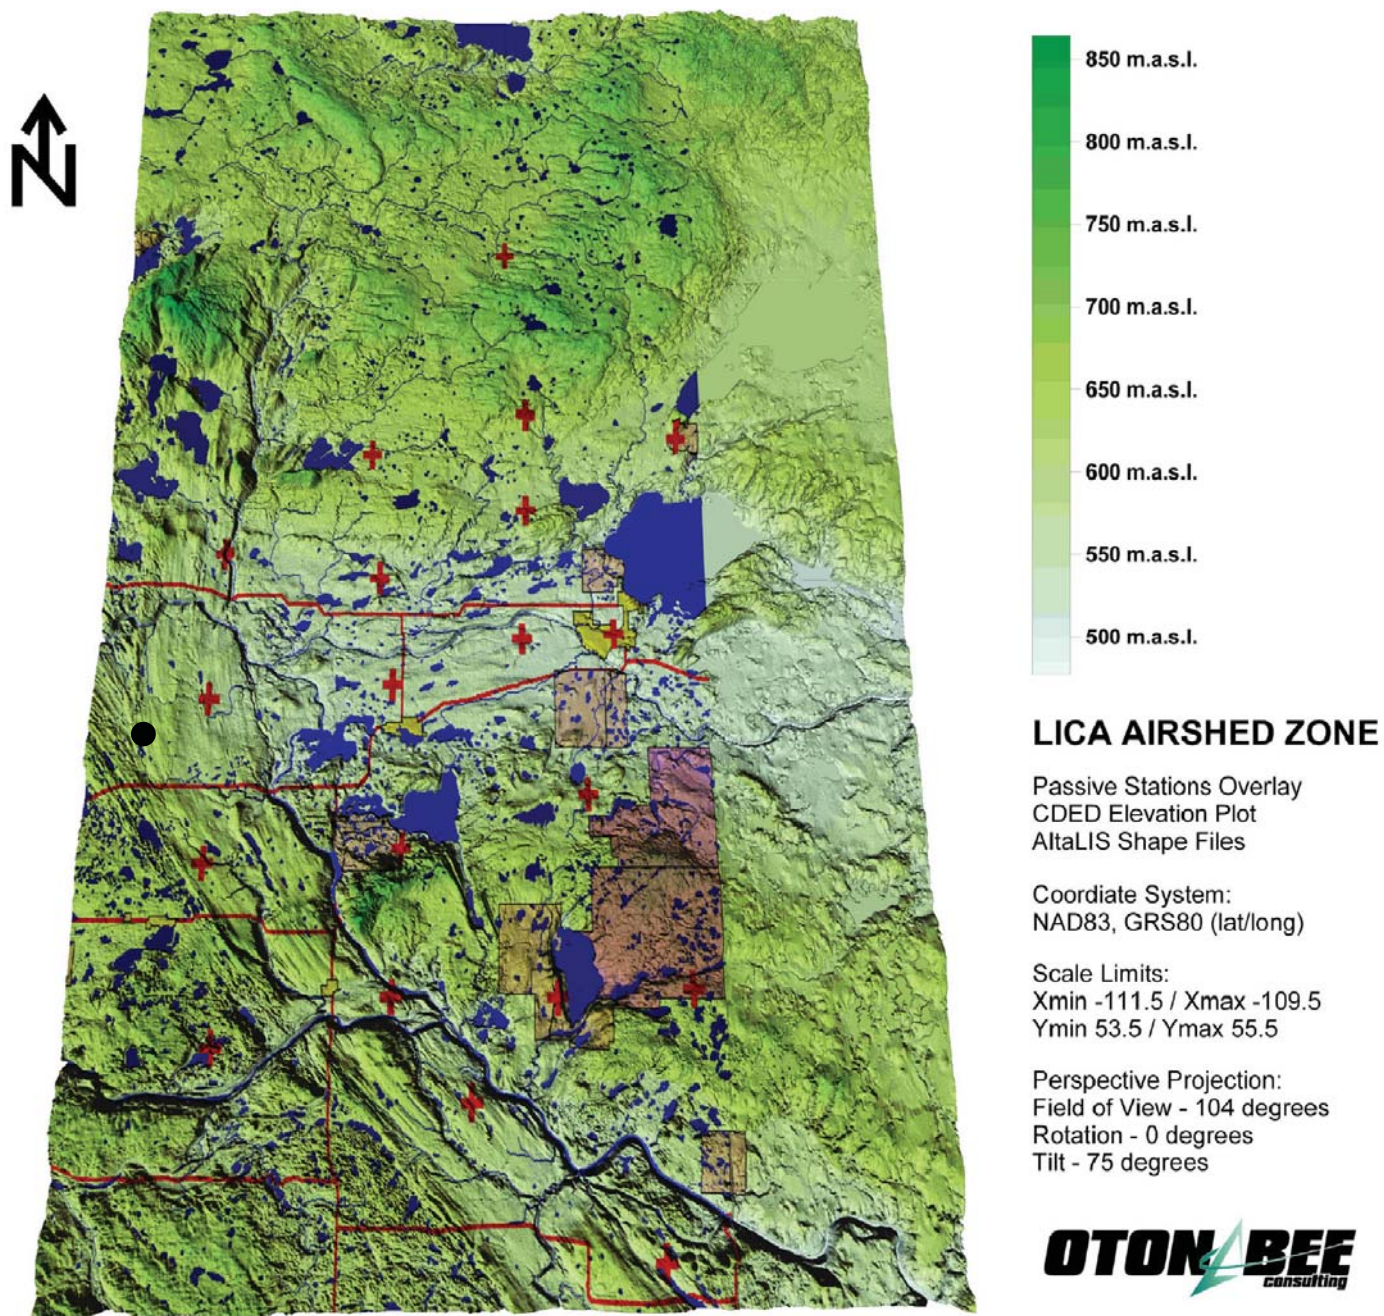 N
850 m.a.s.l.
800 m.a.s.l.
750 m.a.s.l.
700 m.a.s.l.
650 m.a.s.l.
600 m.a.s.l.
550 m.a.s.l.
500 m.a.s.l.
LICA AIRSHED ZONE
Passive Stations Overlay
CDED Elevation Plot
AltaLIS Shape Files
Coordiate System:
NAD83, GRS80 (lat/long)
Scale Limits:
Xmin -111.5 / Xmax -109.5
Ymin 53.5 / Ymax 55.5
Perspective Projection:
Field of View - 104 degrees
Rotation - 0 degrees
Tilt - 75 degrees
OTONABEE
consulting